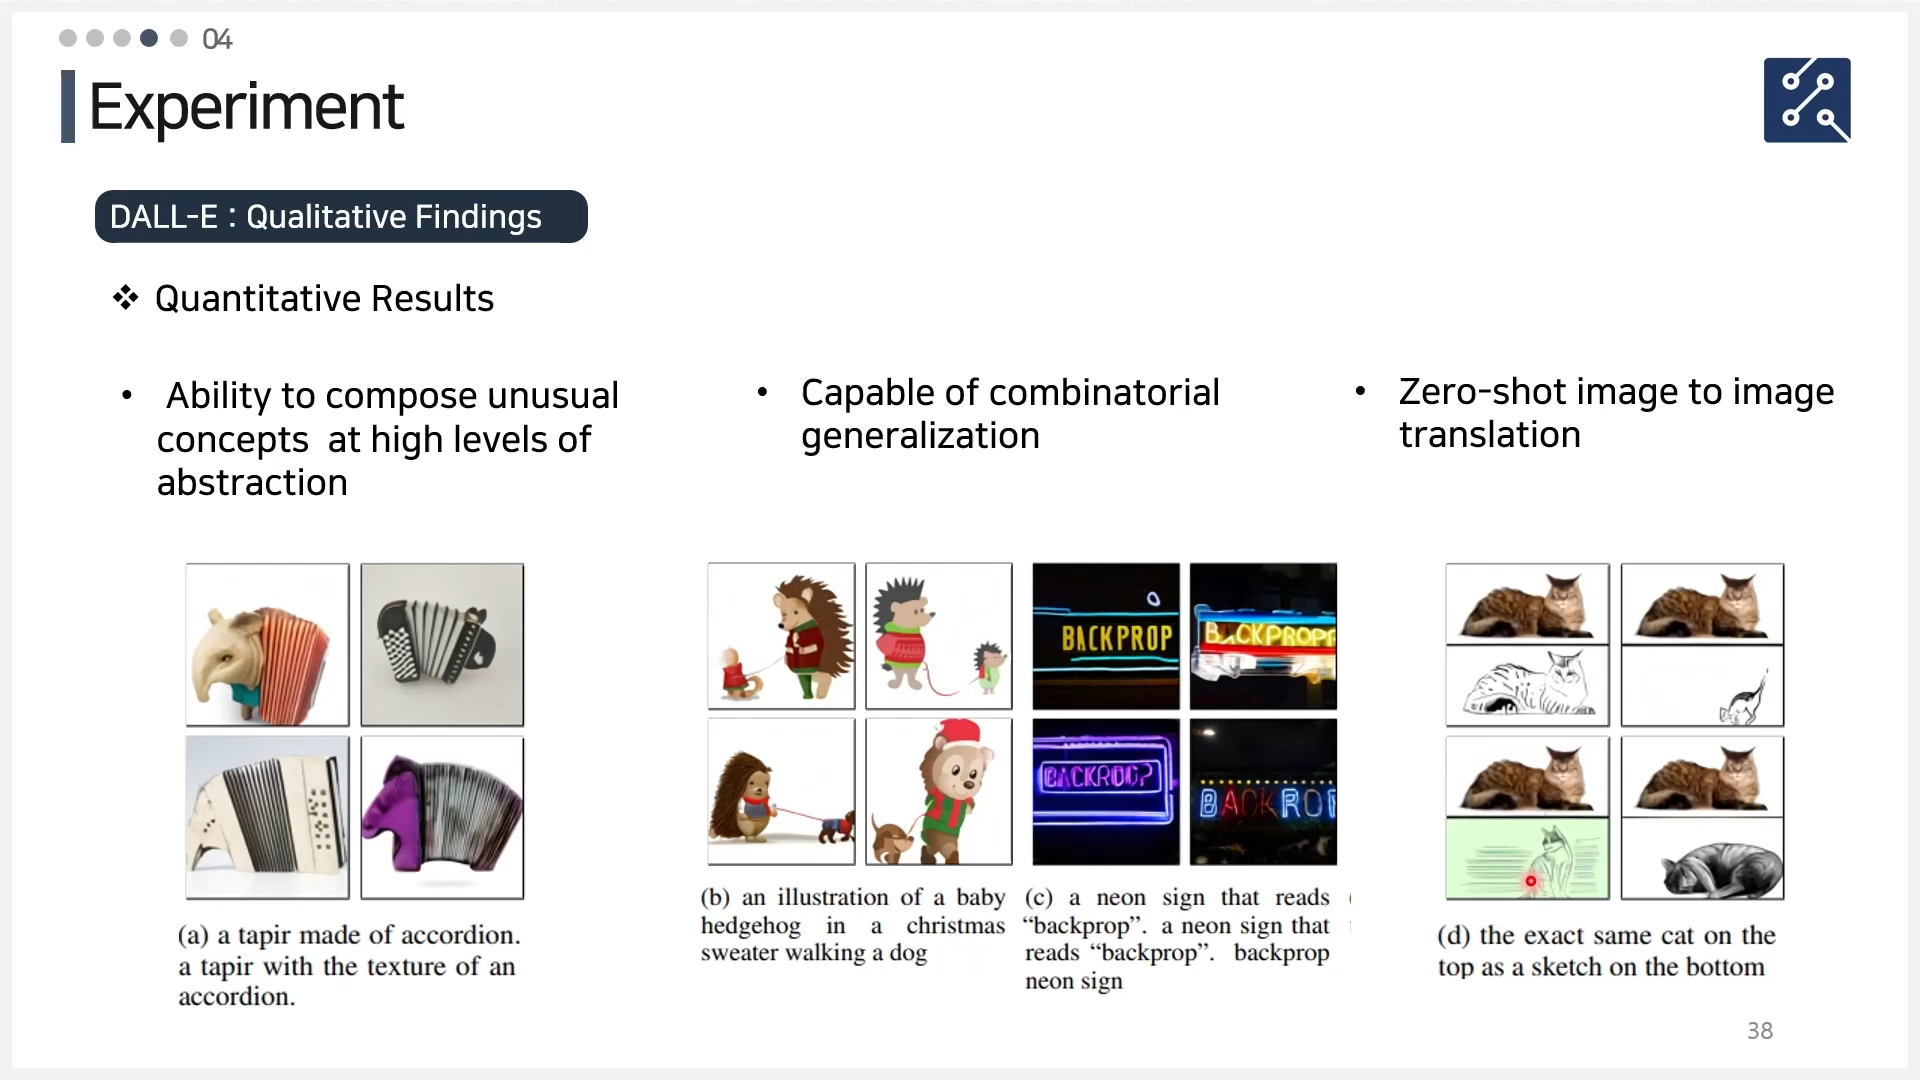 04
Experiment
DALL-E : Qualitative Findings
❖ Quantitative Results
• Ability to compose unusual
concepts at high levels of
abstraction
• Capable of combinatorial
generalization
• Zero-shot image to image
translation
BACKPROP
BACKPROP
BACKROP
(a) a tapir made of accordion.
a tapir with the texture of an
accordion.
(b) an illustration of a baby
hedgehog in a christmas
sweater walking a dog
(c) a neon sign that reads
“backprop”. a neon sign that
reads “backprop”. backprop
neon sign
(d) the exact same cat on the
top as a sketch on the bottom
38